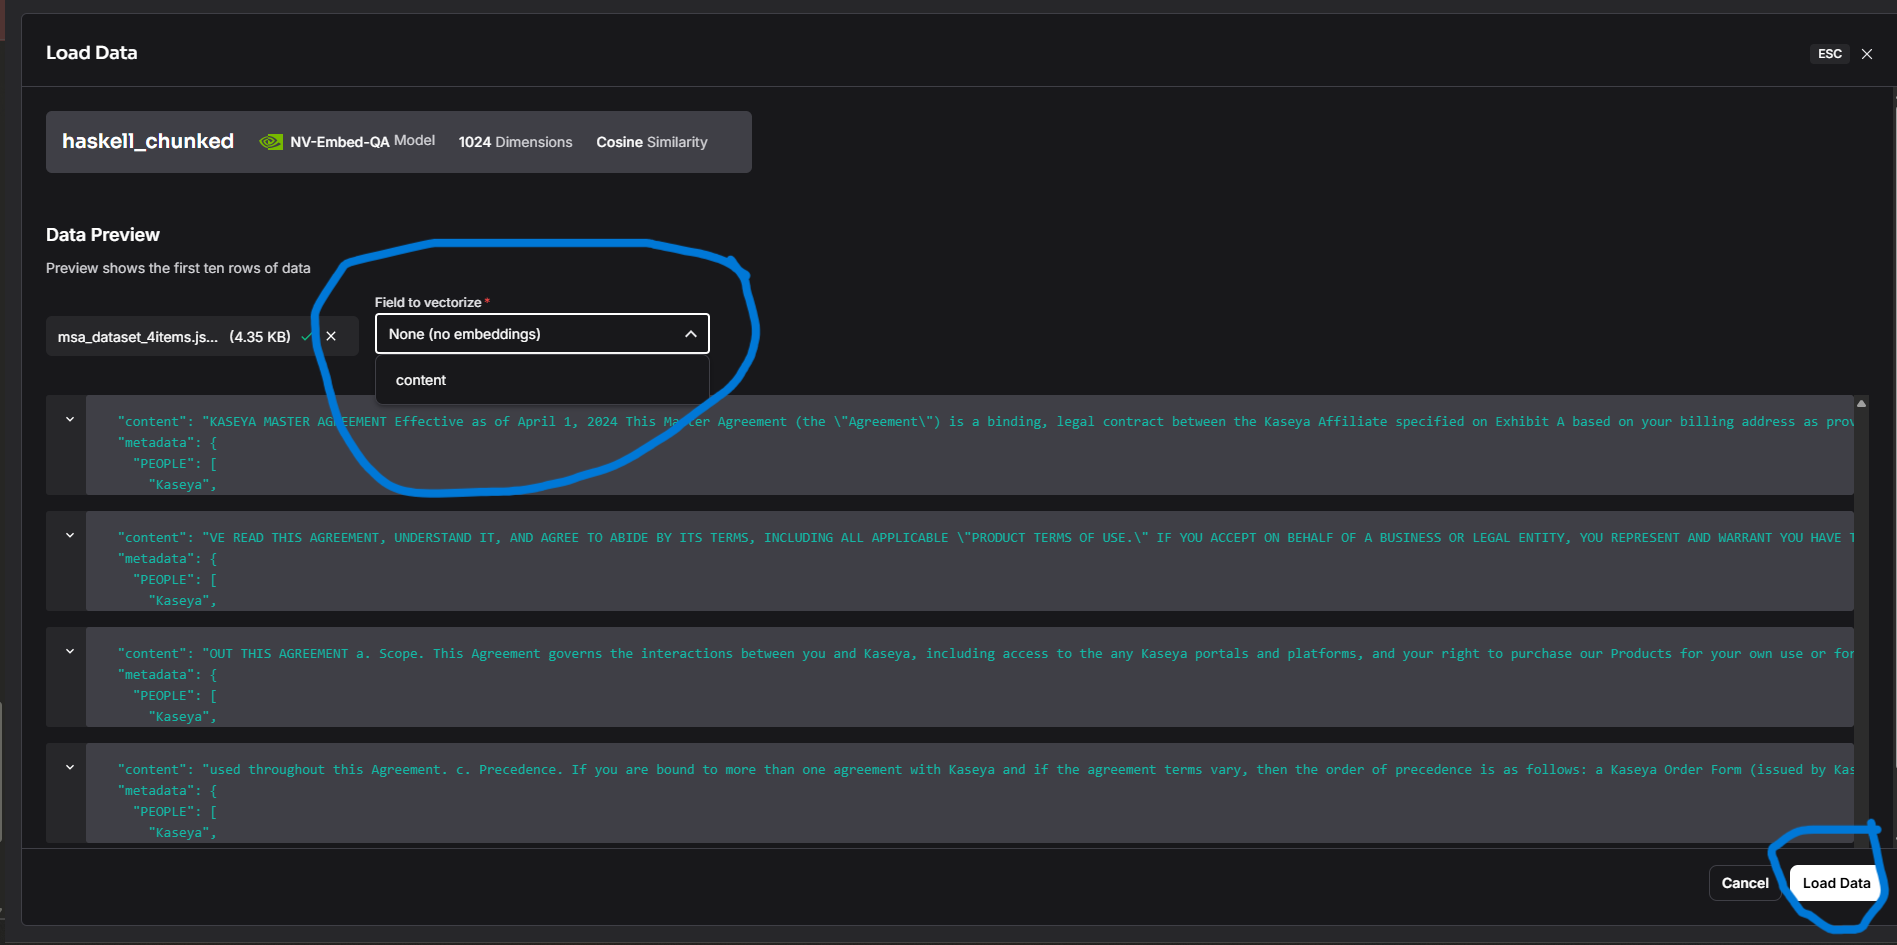 Load Data
ESC
haskell_chunked NV-Embed-QA Model 1024 Dimensions Cosine Similarity
Data Preview
Preview shows the first ten rows of data
Field to vectorize *
msa_dataset_4items.js... (4.35 KB)
None (no embeddings)
content
"content": "KASEYA MASTER AGREEMENT Effective as of April 1, 2024 This Master Agreement (the \"Agreement\") is a binding, legal contract between the Kaseya Affiliate specified on Exhibit A based on your billing address as prov
"metadata": {
"PEOPLE": [
"Kaseya",
"content": "VE READ THIS AGREEMENT, UNDERSTAND IT, AND AGREE TO ABIDE BY ITS TERMS, INCLUDING ALL APPLICABLE \"PRODUCT TERMS OF USE.\" IF YOU ACCEPT ON BEHALF OF A BUSINESS OR LEGAL ENTITY, YOU REPRESENT AND WARRANT YOU HAVE T
"metadata": {
"PEOPLE": [
"Kaseya",
"content": "OUT THIS AGREEMENT a. Scope. This Agreement governs the interactions between you and Kaseya, including access to the any Kaseya portals and platforms, and your right to purchase our Products for your own use or for
"metadata": {
"PEOPLE": [
"Kaseya",
"content": "used throughout this Agreement. c. Precedence. If you are bound to more than one agreement with Kaseya and if the agreement terms vary, then the order of precedence is as follows: a Kaseya Order Form (issued by Kas
"metadata": {
"PEOPLE": [
"Kaseya",
Cancel
Load Data